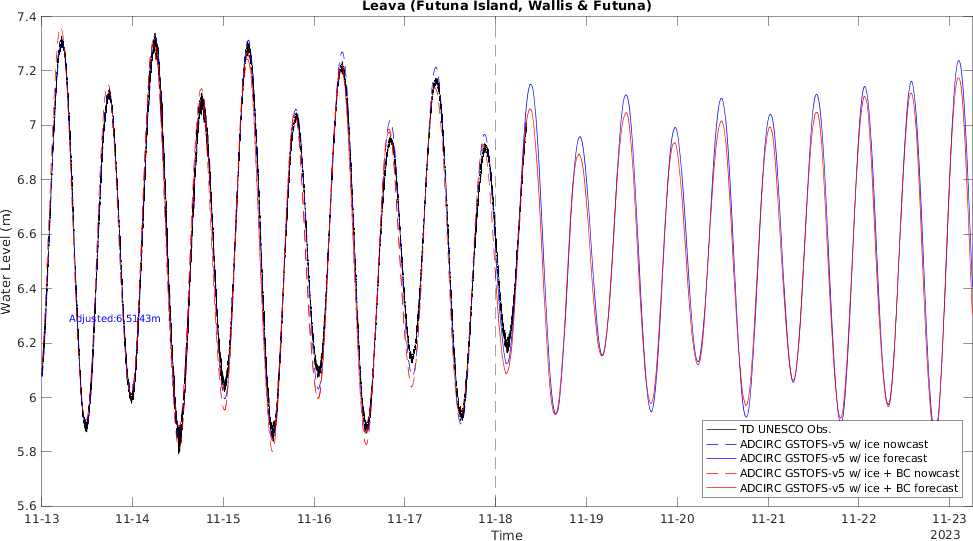 Leava (Futuna Island, Wallis & Futuna)
7.4
7.2
7
6.8
6.6
6.4
6.2
6
5.8
5.6
Water Level (m)
Adjusted:6.5143m
TD UNESCO Obs.
ADCIRC GSTOFS-v5 w/ ice nowcast
ADCIRC GSTOFS-v5 w/ ice forecast
ADCIRC GSTOFS-v5 w/ ice + BC nowcast
ADCIRC GSTOFS-v5 w/ ice + BC forecast
11-13 11-14 11-15 11-16 11-17 11-18 11-19 11-20 11-21 11-22 11-23
2023
Time